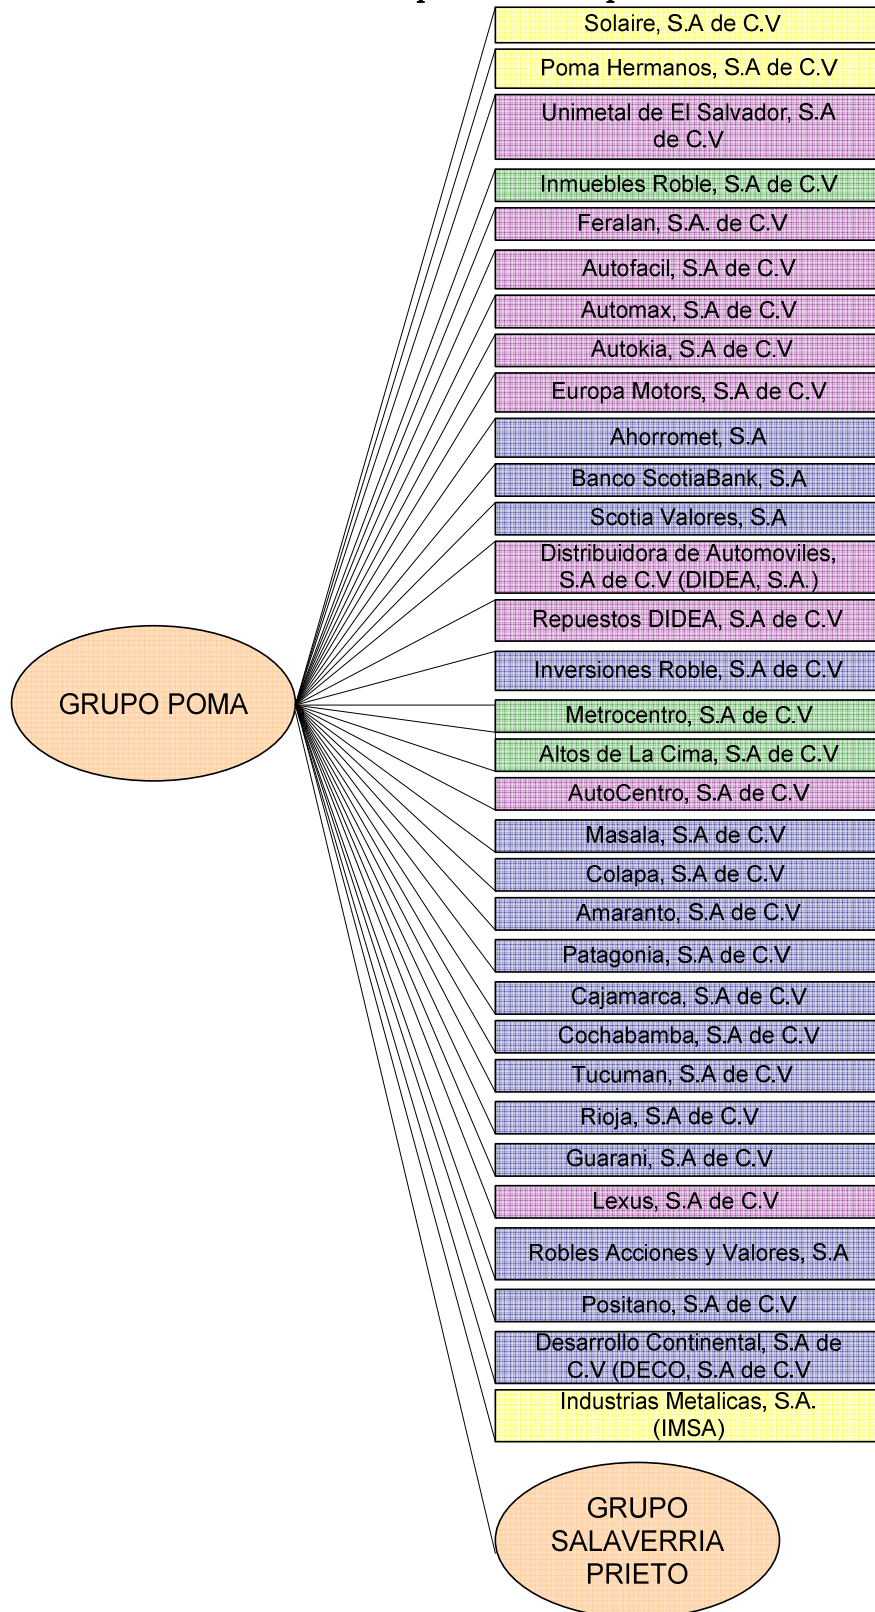 Solaire, S.A de C.V
Poma Hermanos, S.A de C.V
Unimetal de El Salvador, S.A
de C.V
Inmuebles Roble, S.A de C.V
Feralan, S.A. de C.V
Autofacil, S.A de C.V
Automax, S.A de C.V
Autokia, S.A de C.V
Europa Motors, S.A de C.V
Ahorromet, S.A
Banco ScotiaBank, S.A
Scotia Valores, S.A
Distribuidora de Automoviles,
S.A de C.V (DIDEA, S.A.)
Repuestos DIDEA, S.A de C.V
Inversiones Roble, S.A de C.V
GRUPO POMA
Metrocentro, S.A de C.V
Altos de La Cima, S.A de C.V
AutoCentro, S.A de C.V
Masala, S.A de C.V
Colapa, S.A de C.V
Amaranto, S.A de C.V
Patagonia, S.A de C.V
Cajamarca, S.A de C.V
Cochabamba, S.A de C.V
Tucuman, S.A de C.V
Rioja, S.A de C.V
Guarani, S.A de C.V
Lexus, S.A de C.V
Robles Acciones y Valores, S.A
Positano, S.A de C.V
Desarrollo Continental, S.A de
C.V (DECO, S.A de C.V
Industrias Metalicas, S.A.
(IMSA)
GRUPO
SALAVERRIA
PRIETO